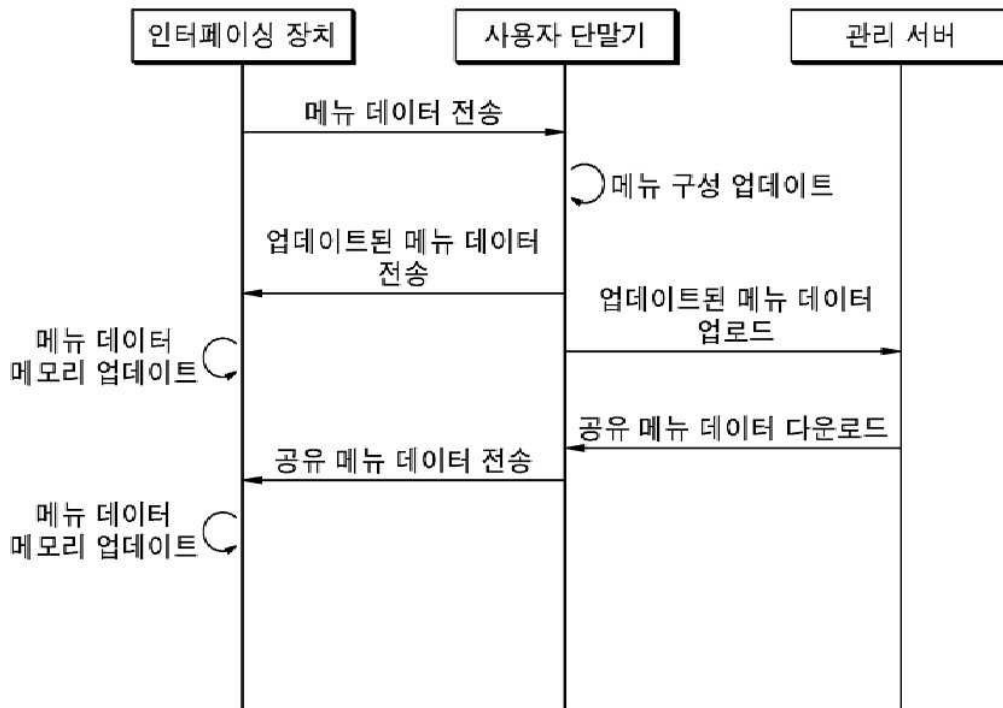 인터페이싱 장치
사용자 단말기
관리 서버
메뉴 데이터 전송
메뉴 구성 업데이트
업데이트된 메뉴 데이터
전송
업데이트된 메뉴 데이터
업로드
메뉴 데이터
메모리 업데이트
공유 메뉴 데이터 다운로드
공유 메뉴 데이터 전송
메뉴 데이터
메모리 업데이트